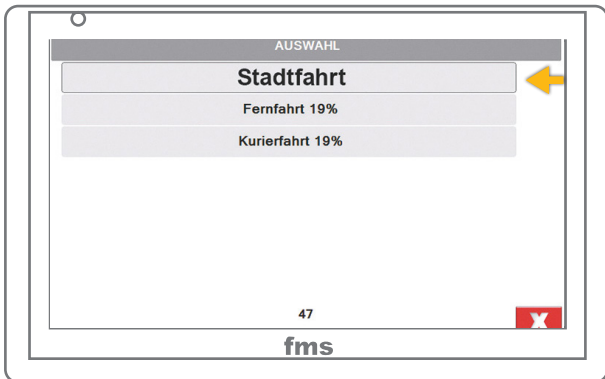 AUSWAHL
Stadtfahrt
Fernfahrt 19%
Kurierfahrt 19%
47
X
fms